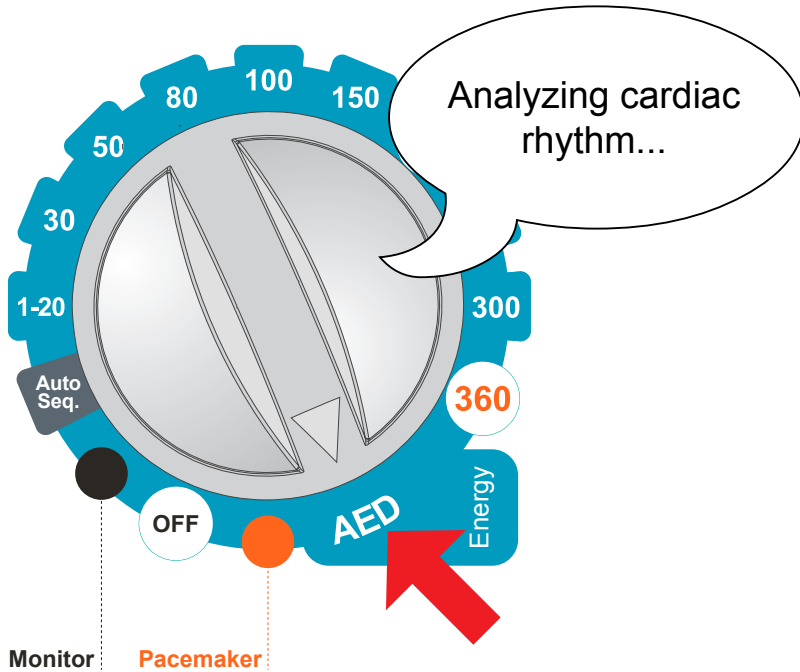 Analyzing cardiac
rhythm...
100
80
150
50
30
1-20
300
Auto
Seq.
360
OFF
AED
Energy
Monitor
Pacemaker